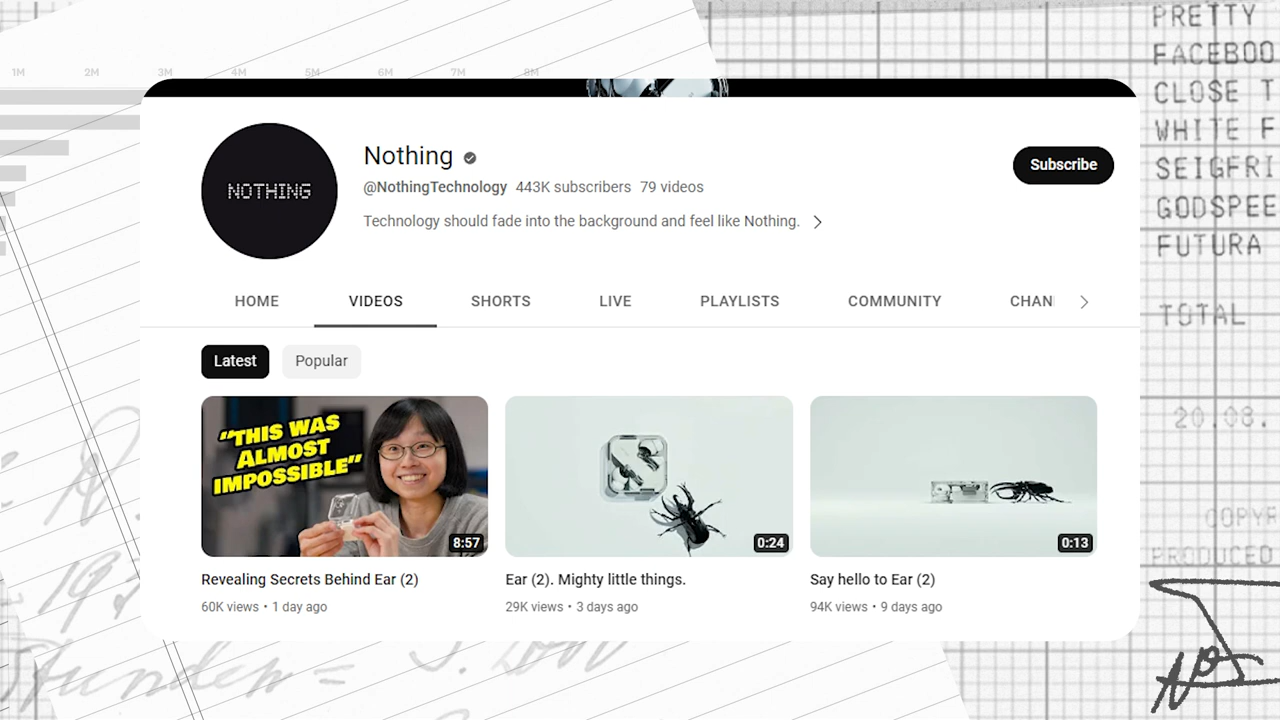 PRETTY
FACEBOO
CLOSE T
WHITE F
SEIGFRI
GODSPEE
FUTURA
TOTAL
20.08.
COPYR
PRODUCED
1M 2M 3M 4M 5M 6M 7M 8M
NOTHING
Nothing
@NothingTechnology 443K subscribers 79 videos
Technology should fade into the background and feel like Nothing.
Subscribe
HOME VIDEOS SHORTS LIVE PLAYLISTS COMMUNITY CHAN
Latest Popular
"THIS WAS
ALMOST
IMPOSSIBLE"
8:57 0:24 0:13
Revealing Secrets Behind Ear (2) Ear (2). Mighty little things. Say hello to Ear (2)
60K views • 1 day ago 29K views • 3 days ago 94K views • 9 days ago